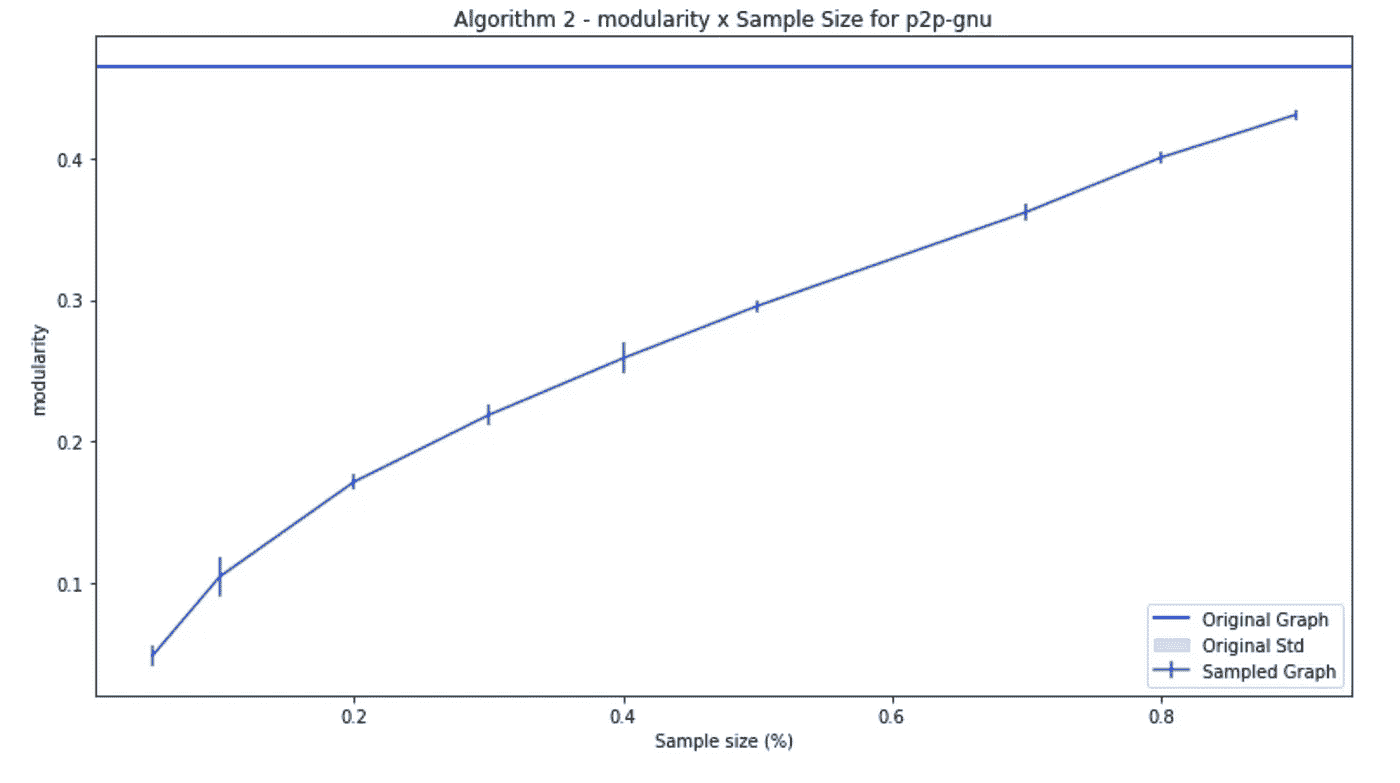 Algorithm 2 - modularity x Sample Size for p2p-gnu
modularity
0.4
0.3
0.2
0.1
Original Graph
Original Std
Sampled Graph
0.2 0.4 0.6 0.8
Sample size (%)